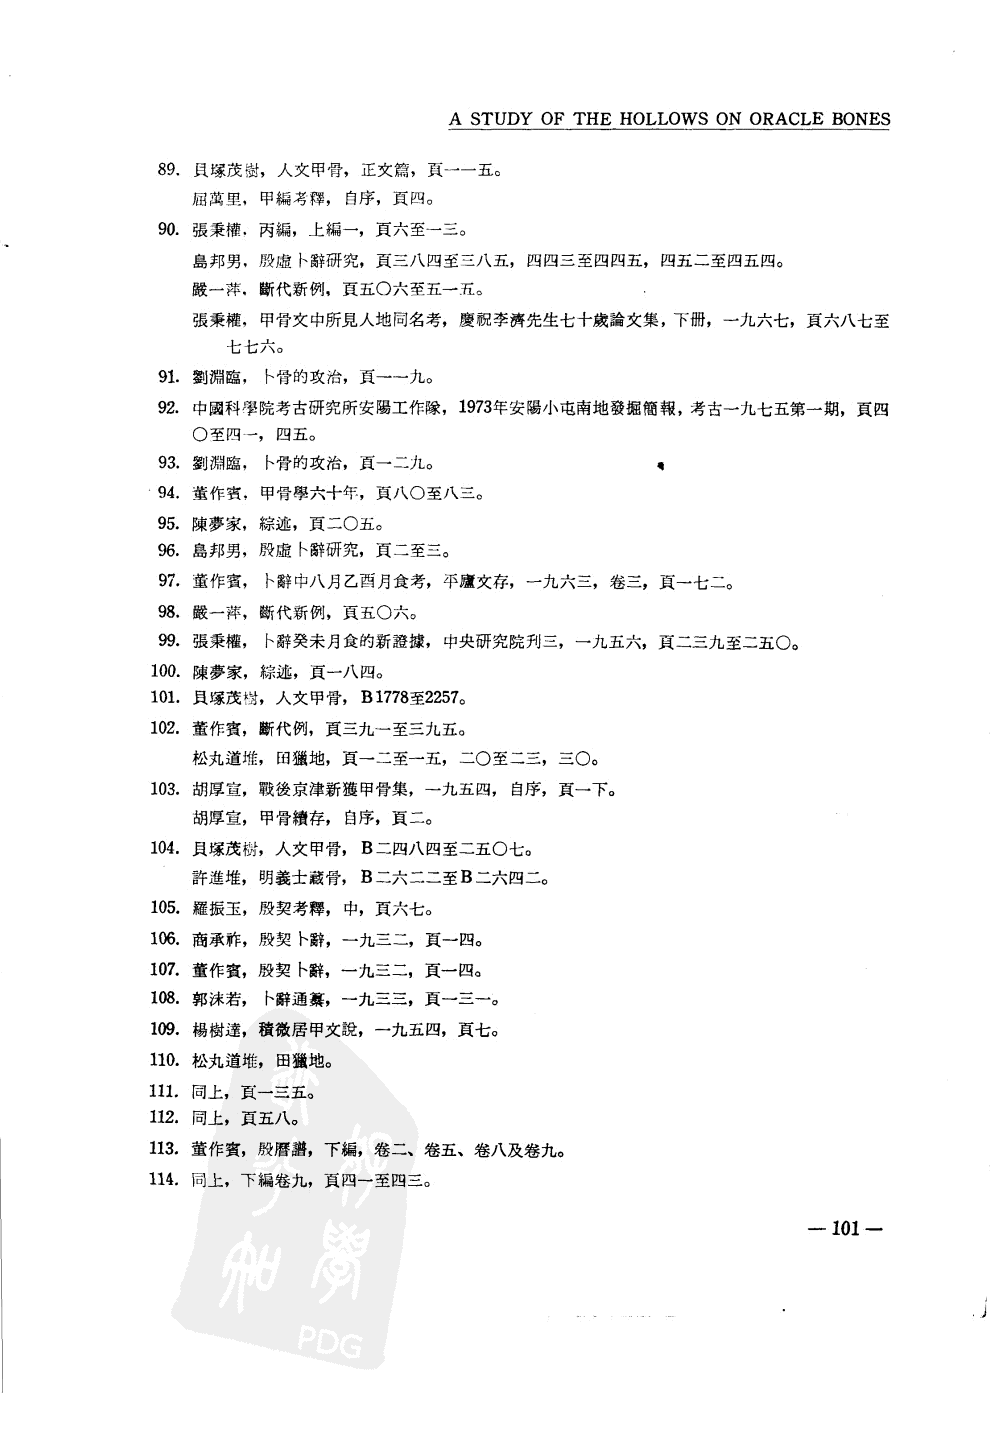 A STUDY OF THE HOLLOWS ON ORACLE BONES
89. 貝塚茂樹，人文甲骨，正文篇，頁一一五。
屈萬里，甲編考釋，自序，頁四。
90. 張秉權，丙編，上編一，頁六至一三。
島邦男，殷虛卜辭研究，頁三八四至三八五，四四三至四四五，四五二至四五四。
嚴一萍，斷代新例，頁五〇六至五一五。
張秉權，甲骨文中所見人地同名考，慶祝李濟先生七十歲論文集，下册，一九六七，頁六八七至
七七六。
91. 劉淵臨，卜骨的攻治，頁一一九。
92. 中國科學院考古研究所安陽工作隊，1973年安陽小屯南地發掘簡報，考古一九七五第一期，頁四
〇至四一，四五。
93. 劉淵臨，卜骨的攻治，頁一二九。
94. 董作賓，甲骨學六十年，頁八〇至八三。
95. 陳夢家，綜述，頁二〇五。
96. 島邦男，殷虛卜辭研究，頁二至三。
97. 董作賓，卜辭中八月乙酉月食考，平廬文存，一九六三，卷三，頁一七二。
98. 嚴一萍，斷代新例，頁五〇六。
99. 張秉權，卜辭癸未月食的新證據，中央研究院刊三，一九五六，頁二三九至二五〇。
100. 陳夢家，綜述，頁一八四。
101. 貝塚茂樹，人文甲骨，B1778至2257。
102. 董作賓，斷代例，頁三九一至三九五。
松丸道堆，田獵地，頁一二至一五，二〇至二三，三〇。
103. 胡厚宣，戰後京津新獲甲骨集，一九五四，自序，頁一下。
胡厚宣，甲骨續存，自序，頁二。
104. 貝塚茂樹，人文甲骨，B二四八四至二五〇七。
許進堆，明義士藏骨，B二六二二至B二六四二。
105. 羅振玉，殷契考釋，中，頁六七。
106. 商承祚，殷契卜辭，一九三二，頁一四。
107. 董作賓，殷契卜辭，一九三二，頁一四。
108. 郭沫若，卜辭通纂，一九三三，頁一三一。
109. 楊樹達，積微居甲文說，一九五四，頁七。
110. 松丸道堆，田獵地。
111. 同上，頁一三五。
112. 同上，頁五八。
113. 董作賓，殷曆譜，下編，卷二、卷五、卷八及卷九。
114. 同上，下編卷九，頁四一至四三。
— 101 —
PDG